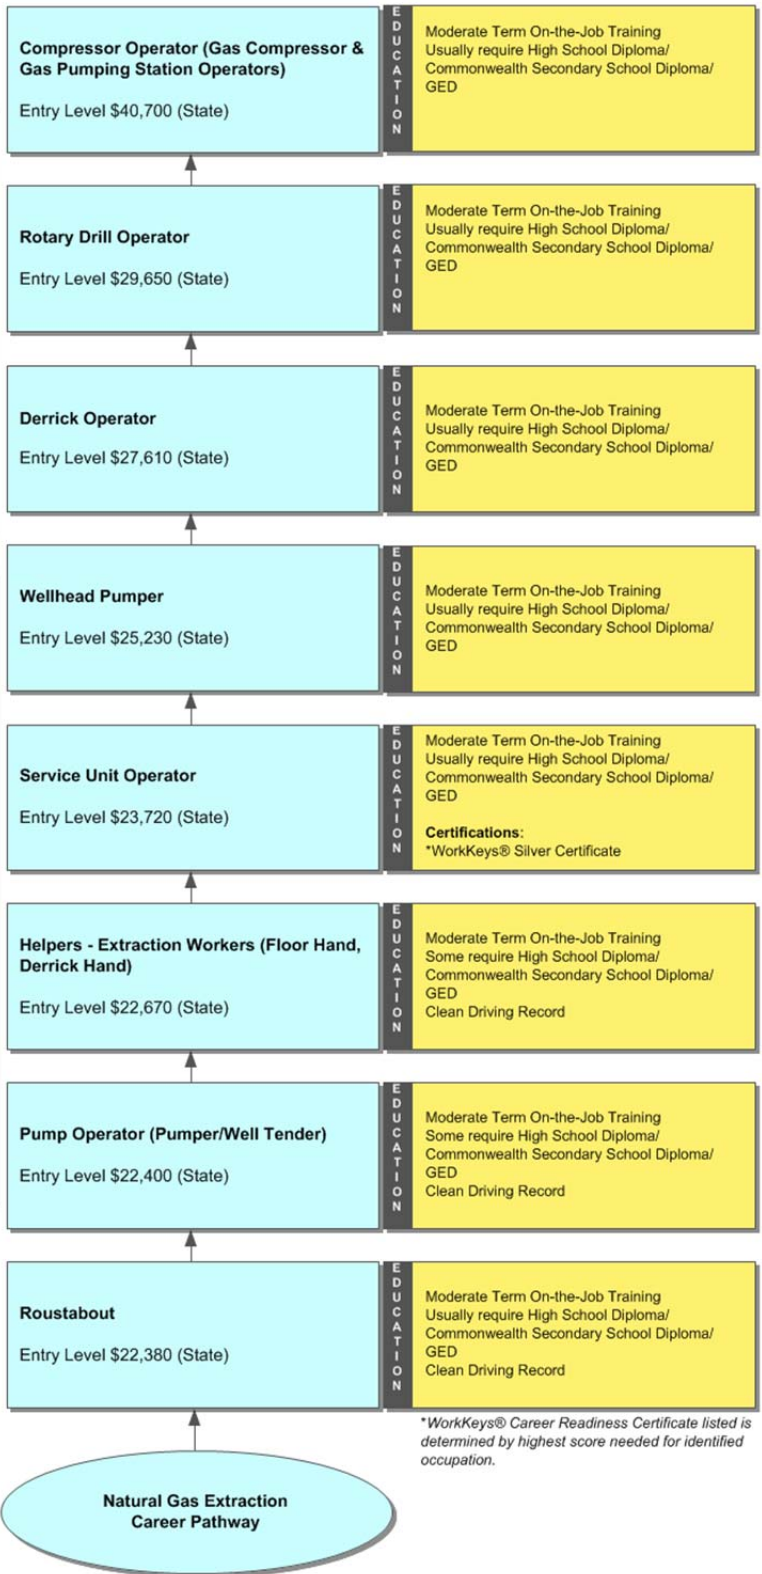 Compressor Operator (Gas Compressor &
Gas Pumping Station Operators)
Entry Level $40,700 (State)
EDUCATION
Moderate Term On-the-Job Training
Usually require High School Diploma/
Commonwealth Secondary School Diploma/
GED
Rotary Drill Operator
Entry Level $29,650 (State)
EDUCATION
Moderate Term On-the-Job Training
Usually require High School Diploma/
Commonwealth Secondary School Diploma/
GED
Derrick Operator
Entry Level $27,610 (State)
EDUCATION
Moderate Term On-the-Job Training
Usually require High School Diploma/
Commonwealth Secondary School Diploma/
GED
Wellhead Pumper
Entry Level $25,230 (State)
EDUCATION
Moderate Term On-the-Job Training
Usually require High School Diploma/
Commonwealth Secondary School Diploma/
GED
Service Unit Operator
Entry Level $23,720 (State)
EDUCATION
Moderate Term On-the-Job Training
Usually require High School Diploma/
Commonwealth Secondary School Diploma/
GED
Certifications:
*WorkKeys® Silver Certificate
Helpers - Extraction Workers (Floor Hand,
Derrick Hand)
Entry Level $22,670 (State)
EDUCATION
Moderate Term On-the-Job Training
Some require High School Diploma/
Commonwealth Secondary School Diploma/
GED
Clean Driving Record
Pump Operator (Pumper/Well Tender)
Entry Level $22,400 (State)
EDUCATION
Moderate Term On-the-Job Training
Some require High School Diploma/
Commonwealth Secondary School Diploma/
GED
Clean Driving Record
Roustabout
Entry Level $22,380 (State)
EDUCATION
Moderate Term On-the-Job Training
Usually require High School Diploma/
Commonwealth Secondary School Diploma/
GED
Clean Driving Record
*WorkKeys® Career Readiness Certificate listed is
determined by highest score needed for identified
occupation.
Natural Gas Extraction
Career Pathway